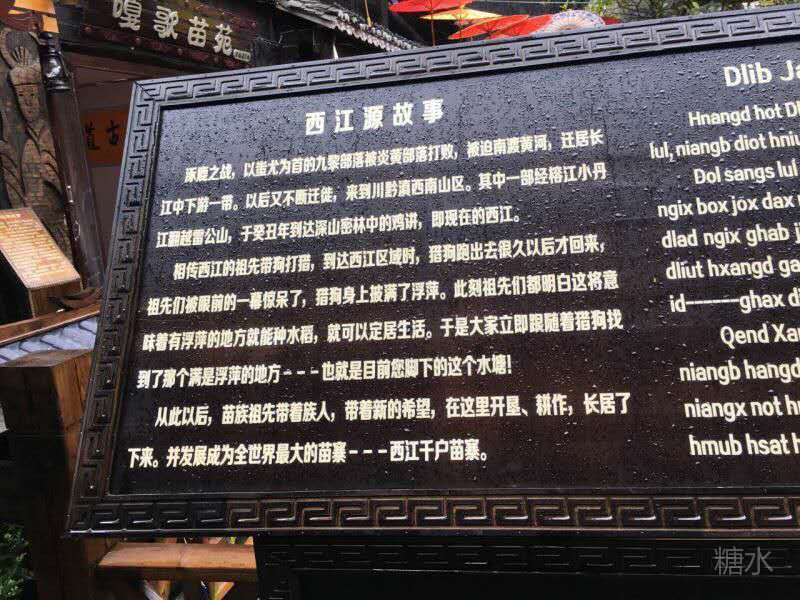 嘎歌苗苑
古道
西江源故事
涿鹿之战，以蚩尤为首的九黎部落被炎黄部落打败，被迫南渡黄河，迁居长
江中下游一带。以后又不断迁徙，来到川黔滇西南山区。其中一部经榕江小丹
江翻越雷公山，于癸丑年到达深山密林中的鸡讲，即现在的西江。
相传西江的祖先带狗打猎，到达西江区域时，猎狗跑出去很久以后才回来，
祖先们被眼前的一幕惊呆了，猎狗身上披满了浮萍。此刻祖先们都明白这将意
味着有浮萍的地方就能种水稻，就可以定居生活。于是大家立即跟随着猎狗找
到了那个满是浮萍的地方---也就是目前您脚下的这个水塘！
从此以后，苗族祖先带着族人，带着新的希望，在这里开垦、耕作，长居了
下来。并发展成为全世界最大的苗寨---西江千户苗寨。
Dlib Ja
Hnangd hot Dl
lul, niangb diot hniu
Dol sangs lul
ngix box jox dax
dlad ngix ghab j
dliut hxangd ga
id------ghax di
Qend Xan
niangb hangd
niangx not hn
hmub hsat h
糖水